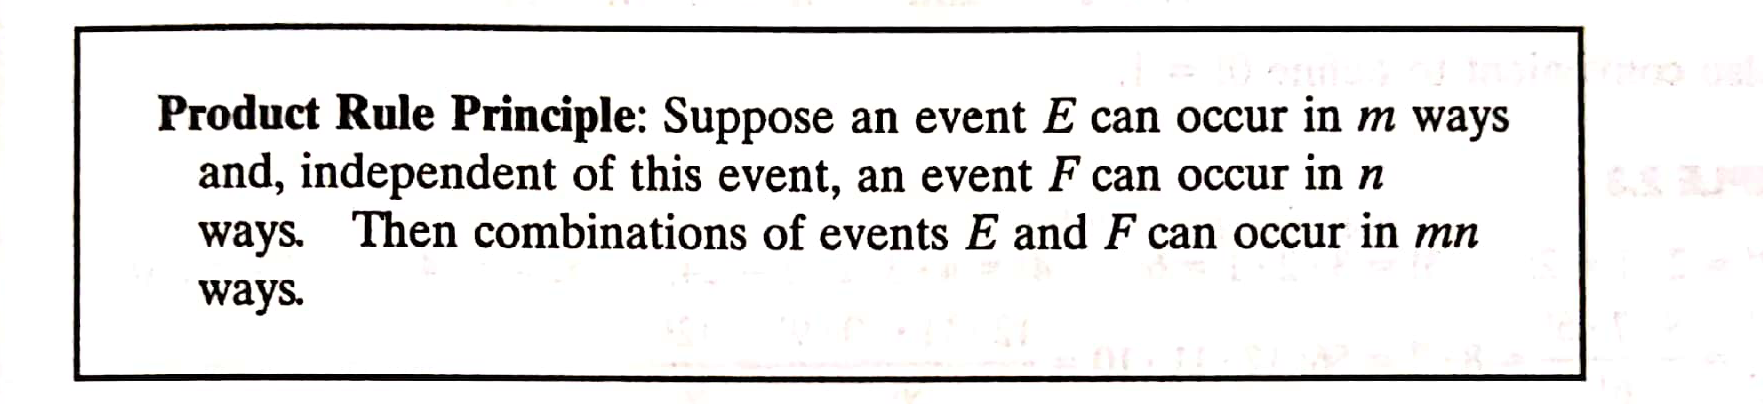 Product Rule Principle: Suppose an event E can occur in m ways
and, independent of this event, an event F can occur in n
ways. Then combinations of events E and F can occur in mn
ways.